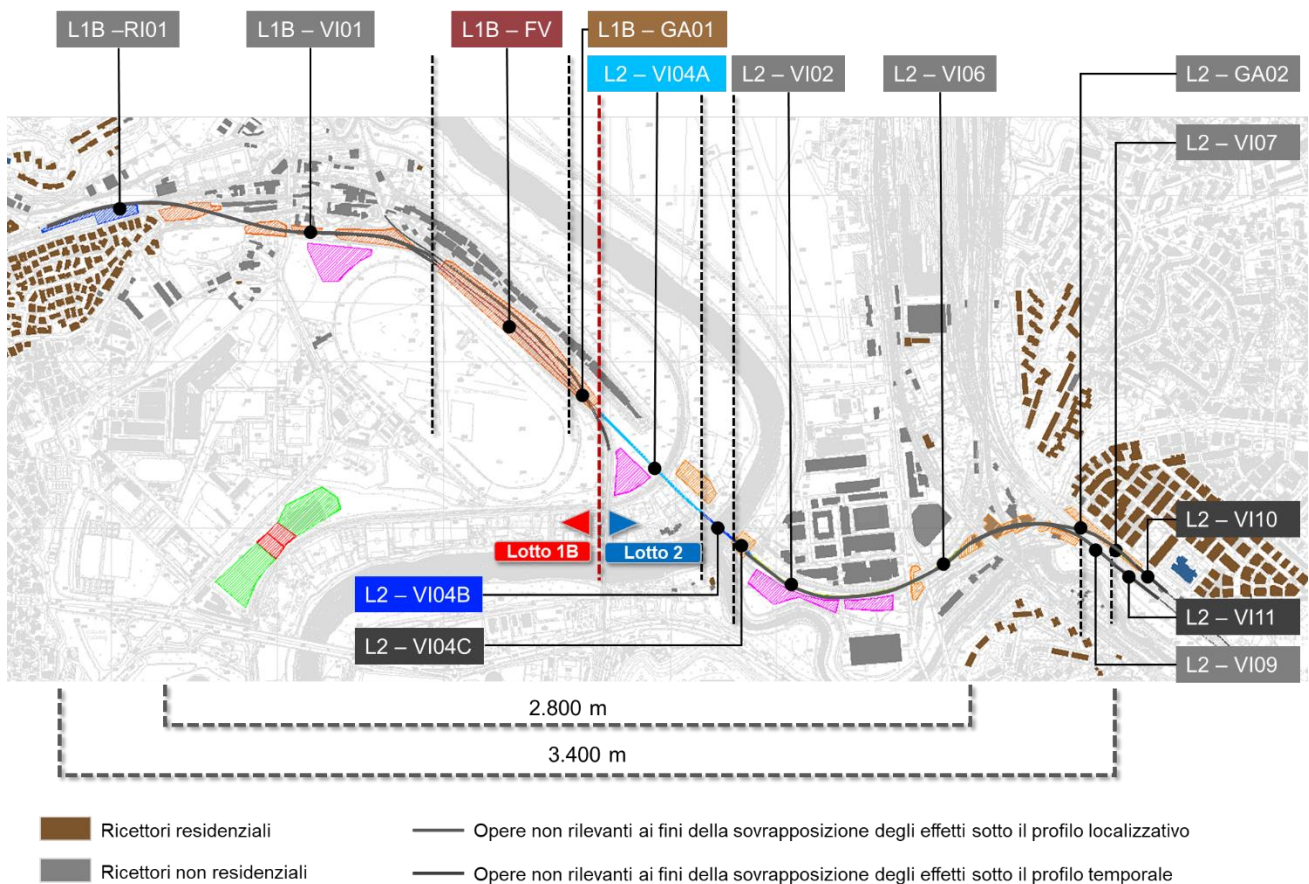 L1B –RI01
L1B – VI01
L1B – FV
L1B – GA01
L2 – VI04A
L2 – VI02
L2 – VI06
L2 – GA02
L2 – VI07
L2 – VI10
Lotto 1B
Lotto 2
L2 – VI04B
L2 – VI11
L2 – VI04C
L2 – VI09
2.800 m
3.400 m
Ricettori residenziali
Opere non rilevanti ai fini della sovrapposizione degli effetti sotto il profilo localizzativo
Ricettori non residenziali
Opere non rilevanti ai fini della sovrapposizione degli effetti sotto il profilo temporale